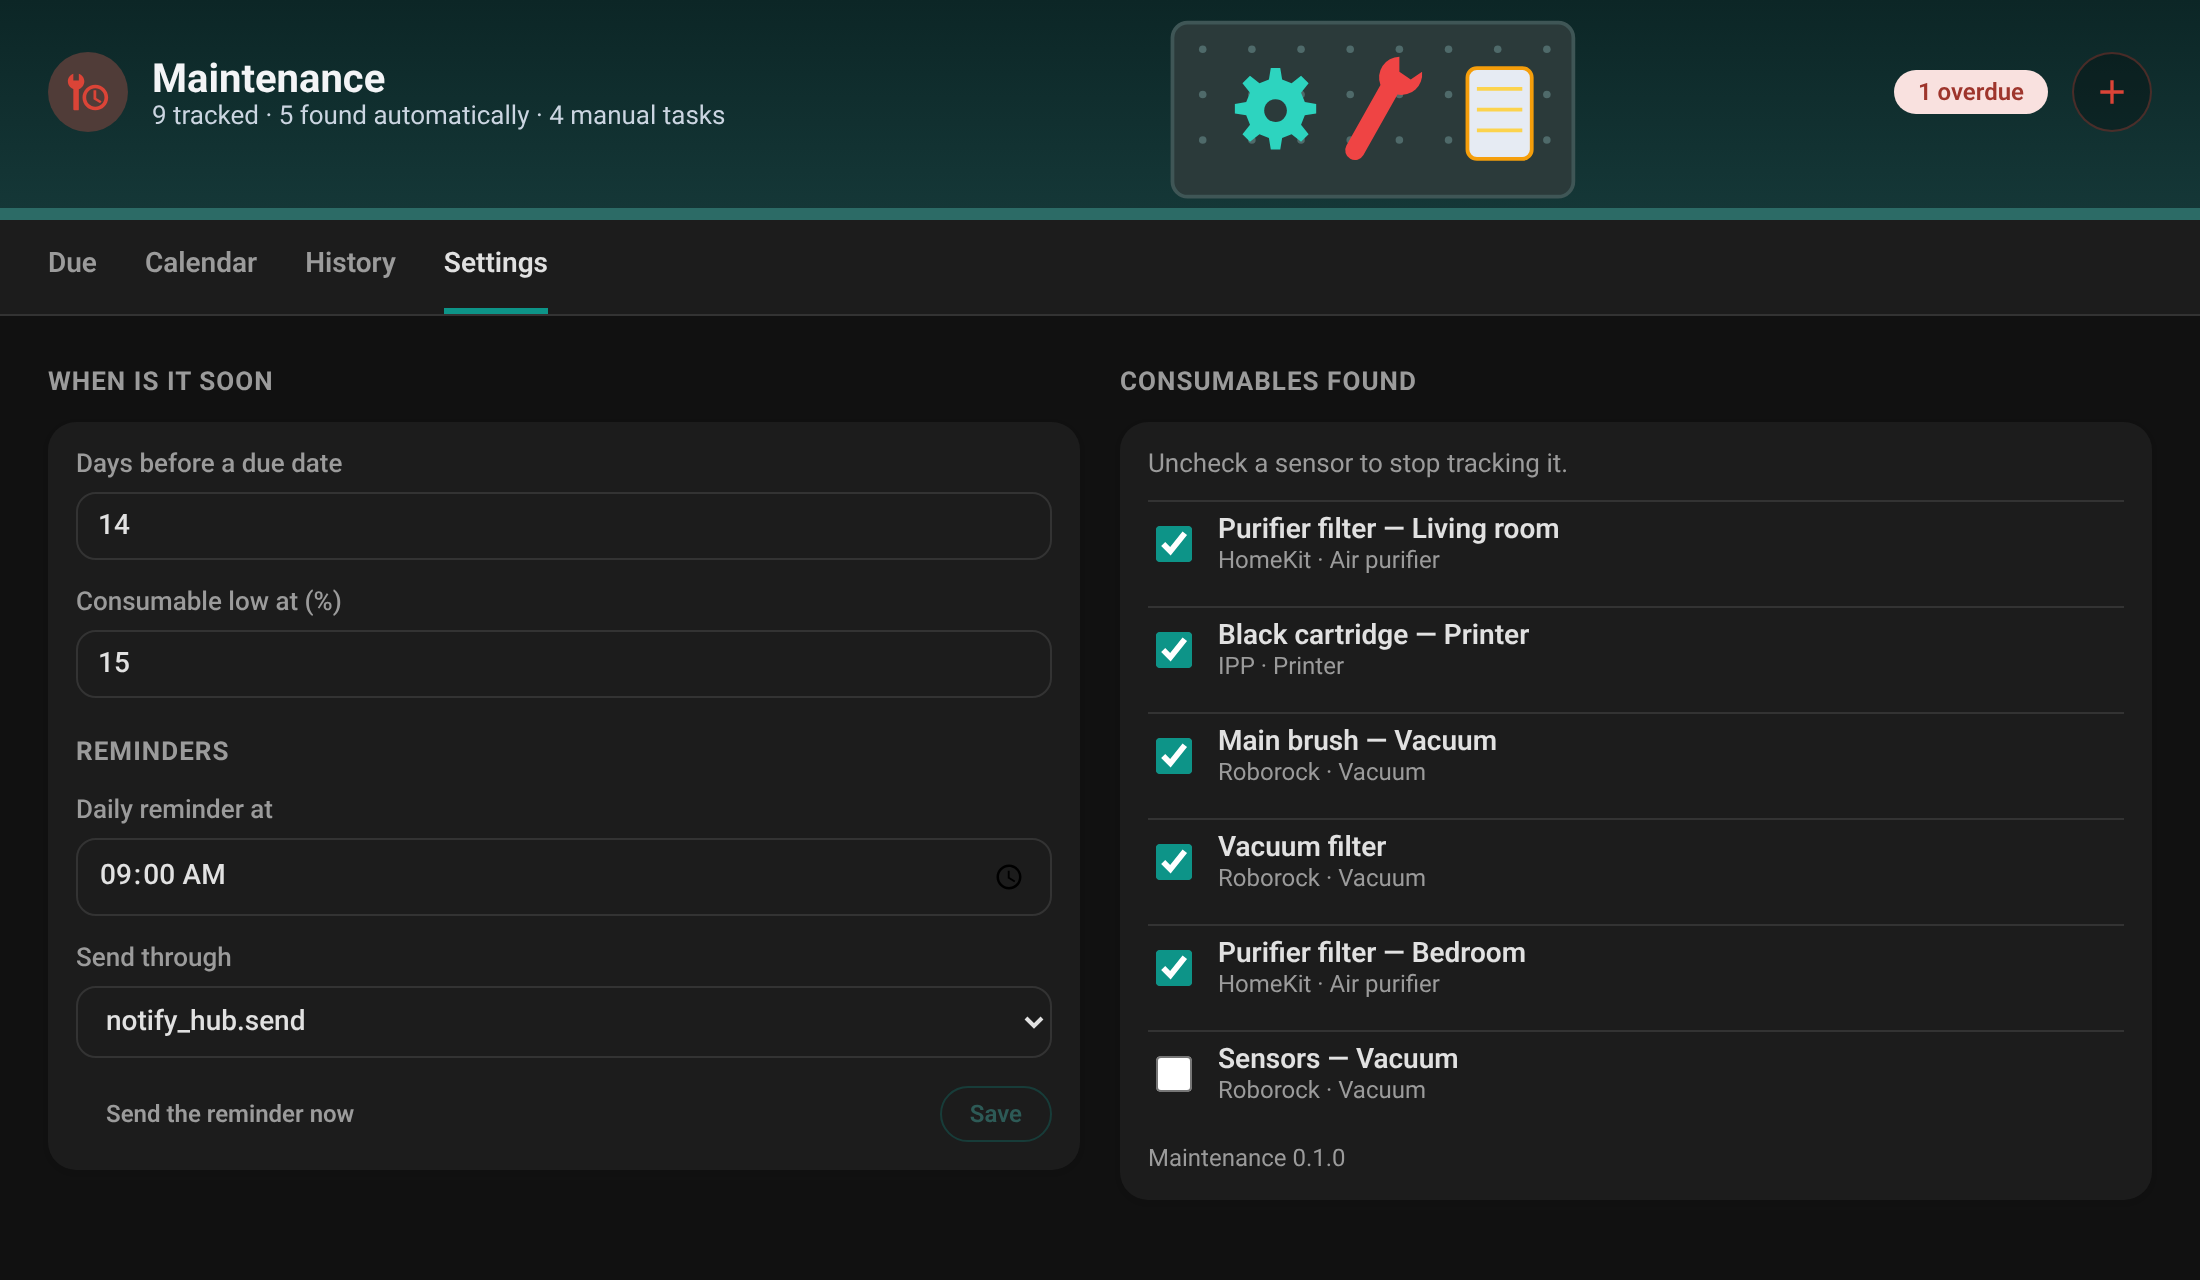 Maintenance
9 tracked · 5 found automatically · 4 manual tasks
1 overdue
Due
Calendar
History
Settings
WHEN IS IT SOON
Days before a due date
14
Consumable low at (%)
15
REMINDERS
Daily reminder at
09:00 AM
Send through
notify_hub.send
Send the reminder now
Save
CONSUMABLES FOUND
Uncheck a sensor to stop tracking it.
Purifier filter — Living room
HomeKit · Air purifier
Black cartridge — Printer
IPP · Printer
Main brush — Vacuum
Roborock · Vacuum
Vacuum filter
Roborock · Vacuum
Purifier filter — Bedroom
HomeKit · Air purifier
Sensors — Vacuum
Roborock · Vacuum
Maintenance 0.1.0